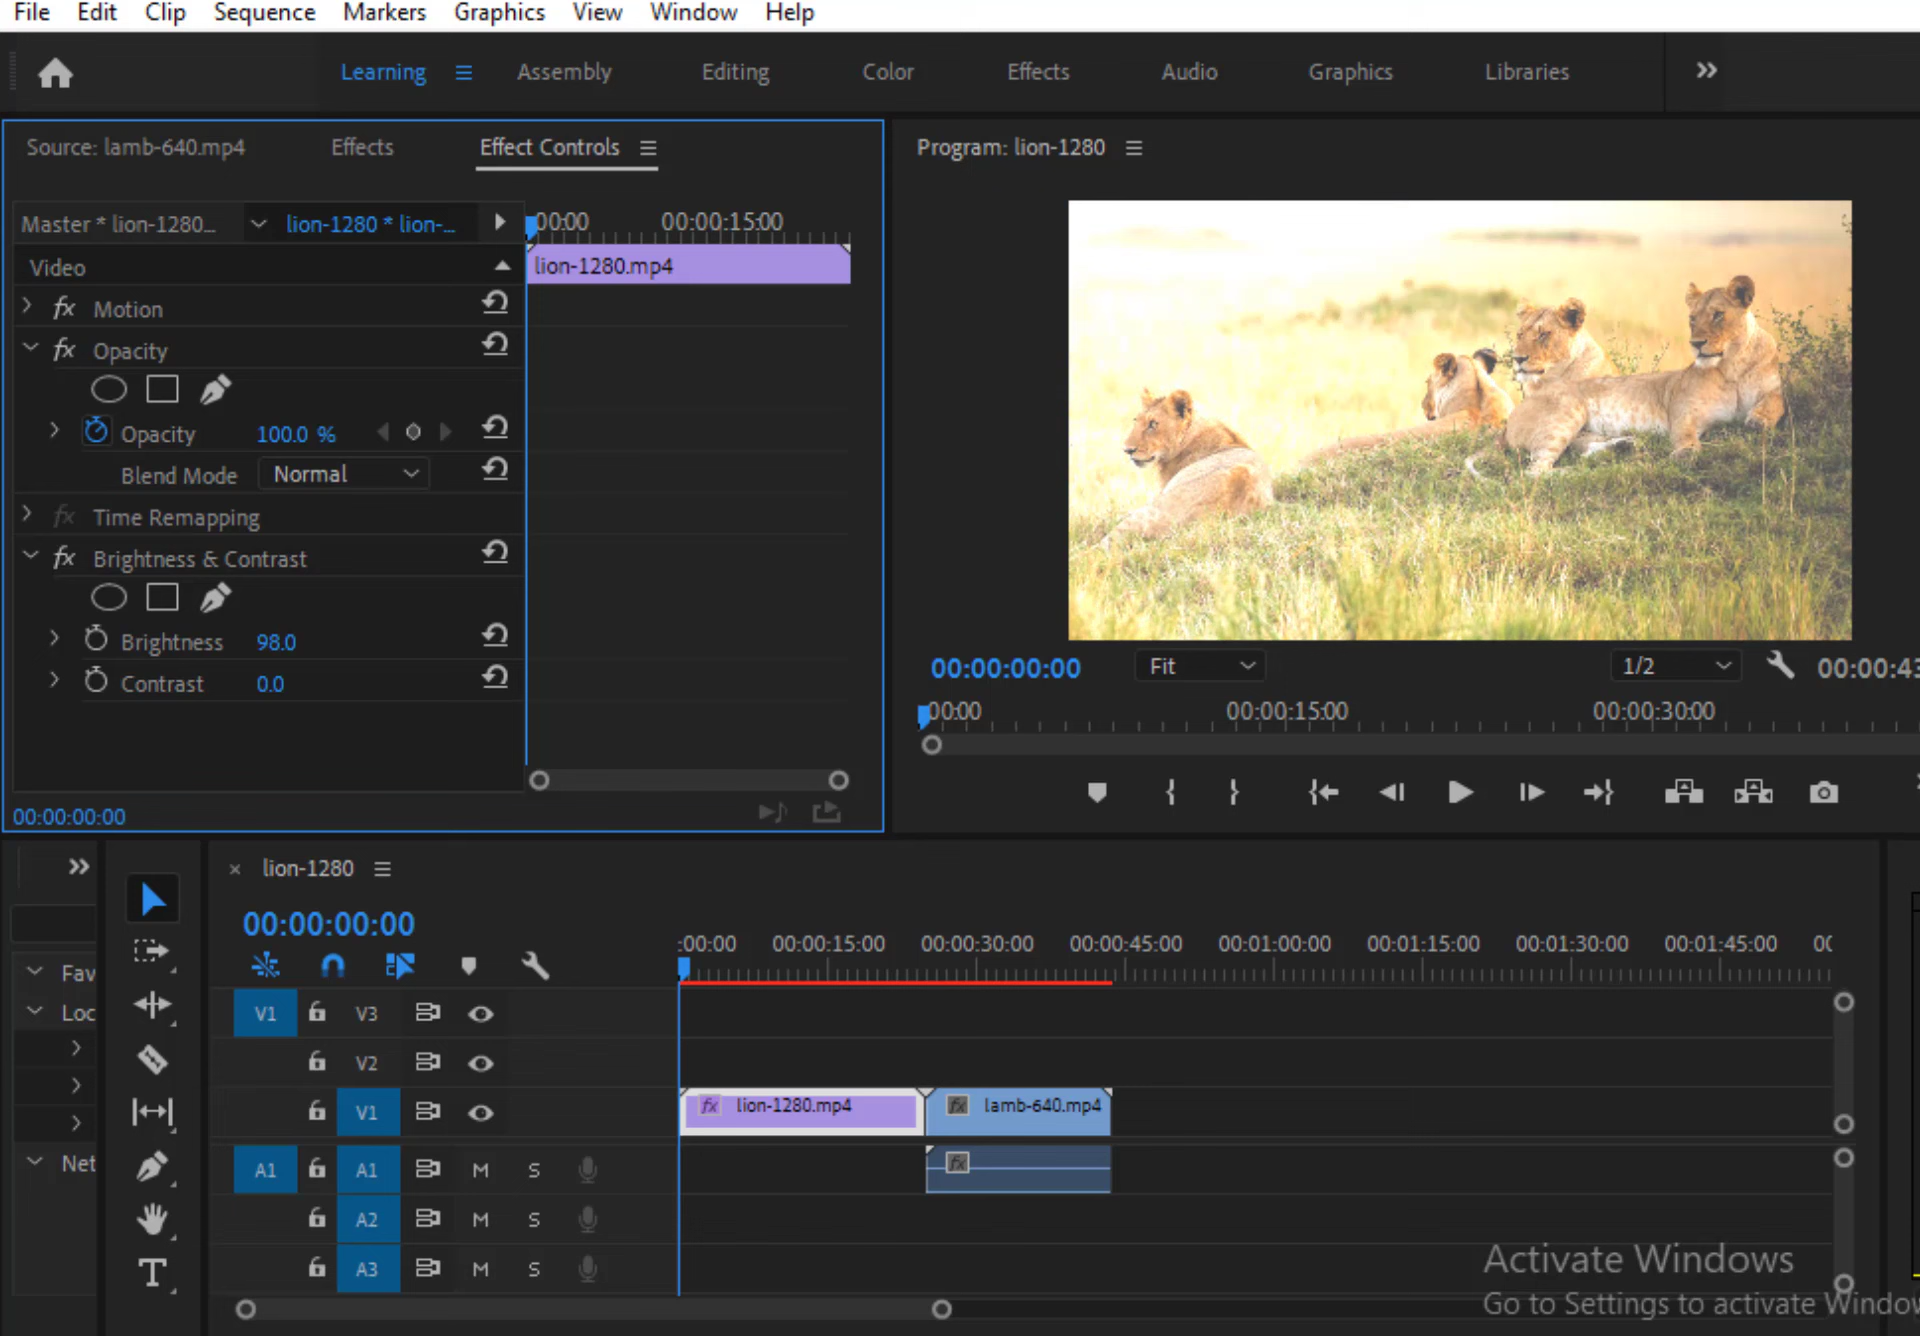 File Edit Clip Sequence Markers Graphics View Window Help
Learning Assembly Editing Color Effects Audio Graphics Libraries
Source: lamb-640.mp4 Effects Effect Controls
Program: lion-1280
Master * lion-1280... lion-1280 * lion-...
00:00 00:00:15:00
Video
lion-1280.mp4
fx Motion
fx Opacity
Opacity 100.0 %
Blend Mode Normal
fx Time Remapping
fx Brightness & Contrast
Brightness 98.0
Contrast 0.0
00:00:00:00
00:00:00:00 Fit 1/2 00:00:43
00:00 00:00:15:00 00:00:30:00
lion-1280
00:00:00:00
:00:00 00:00:15:00 00:00:30:00 00:00:45:00 00:01:00:00 00:01:15:00 00:01:30:00 00:01:45:00
Fav
Loc
Net
V1 V3
V2
V1 fx lion-1280.mp4 fx lamb-640.mp4
A1 A1 M S fx
A2 M S
A3 M S
T
Activate Windows
Go to Settings to activate Window